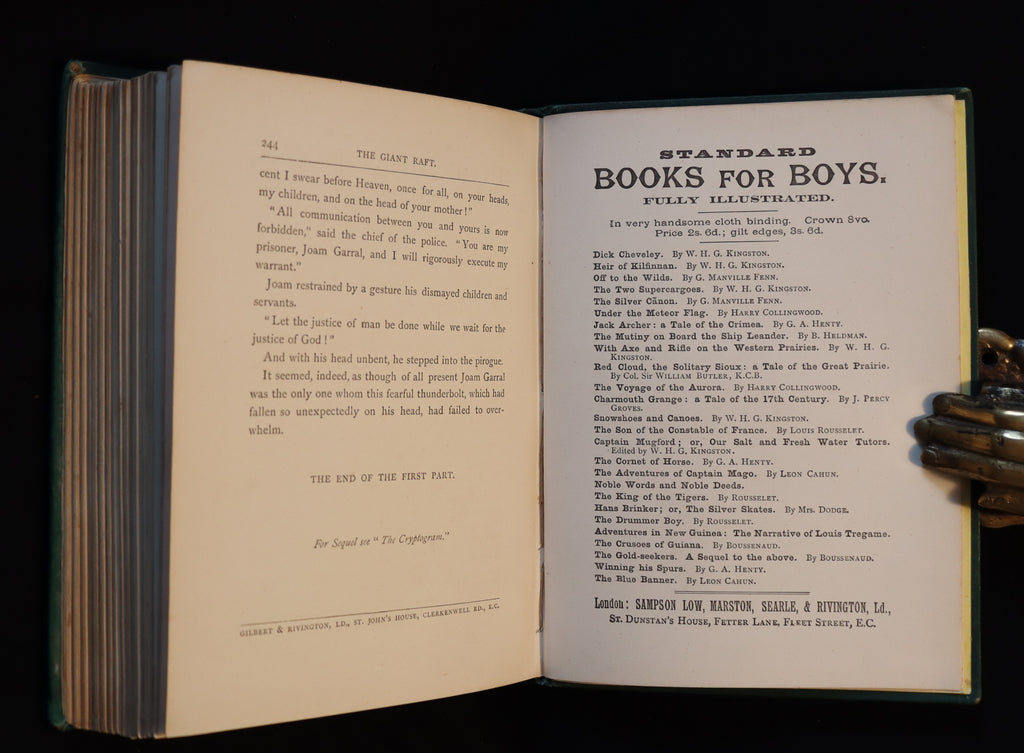 244
THE GIANT RAFT.
cent I swear before Heaven, once for all, on your heads,
my children, and on the head of your mother!"
"All communication between you and yours is now
forbidden," said the chief of the police. "You are my
prisoner, Joam Garral, and I will rigorously execute my
warrant."
Joam restrained by a gesture his dismayed children and
servants.
"Let the justice of man be done while we wait for the
justice of God!"
And with his head unbent, he stepped into the pirogue.
It seemed, indeed, as though of all present Joam Garral
was the only one whom this fearful thunderbolt, which had
fallen so unexpectedly on his head, had failed to over-
whelm.
THE END OF THE FIRST PART.
For Sequel see "The Cryptogram."
GILBERT & RIVINGTON, LD., ST. JOHN'S HOUSE, CLERKENWELL RD., E.C.
STANDARD
BOOKS FOR BOYS.
FULLY ILLUSTRATED.
In very handsome cloth binding. Crown 8vo.
Price 2s. 6d.; gilt edges, 3s. 6d.
Dick Cheveley. By W. H. G. KINGSTON.
Heir of Kilfinnan. By W. H. G. KINGSTON.
Off to the Wilds. By G. MANVILLE FENN.
The Two Supercargoes. By W. H. G. KINGSTON.
The Silver Cañon. By G. MANVILLE FENN.
Under the Meteor Flag. By HARRY COLLINGWOOD.
Jack Archer: a Tale of the Crimea. By G. A. HENTY.
The Mutiny on Board the Ship Leander. By B. HELDMAN.
With Axe and Rifle on the Western Prairies. By W. H. G.
KINGSTON.
Red Cloud, the Solitary Sioux: a Tale of the Great Prairie.
By Col. Sir WILLIAM BUTLER, K.C.B.
The Voyage of the Aurora. By HARRY COLLINGWOOD.
Charmouth Grange: a Tale of the 17th Century. By J. PERCY
GROVES.
Snowshoes and Canoes. By W. H. G. KINGSTON.
The Son of the Constable of France. By LOUIS ROUSSELET.
Captain Mugford; or, Our Salt and Fresh Water Tutors.
Edited by W. H. G. KINGSTON.
The Cornet of Horse. By G. A. HENTY.
The Adventures of Captain Mago. By LEON CAHUN.
Noble Words and Noble Deeds.
The King of the Tigers. By ROUSSELET.
Hans Brinker; or, The Silver Skates. By Mrs. DODGE.
The Drummer Boy. By ROUSSELET.
Adventures in New Guinea: The Narrative of Louis Tregame.
The Crusoes of Guiana. By BOUSSENAUD.
The Gold-seekers. A Sequel to the above. By BOUSSENAUD.
Winning his Spurs. By G. A. HENTY.
The Blue Banner. By LEON CAHUN.
London: SAMPSON LOW, MARSTON, SEARLE, & RIVINGTON, Ld.,
ST. DUNSTAN'S HOUSE, FETTER LANE, FLEET STREET, E.C.